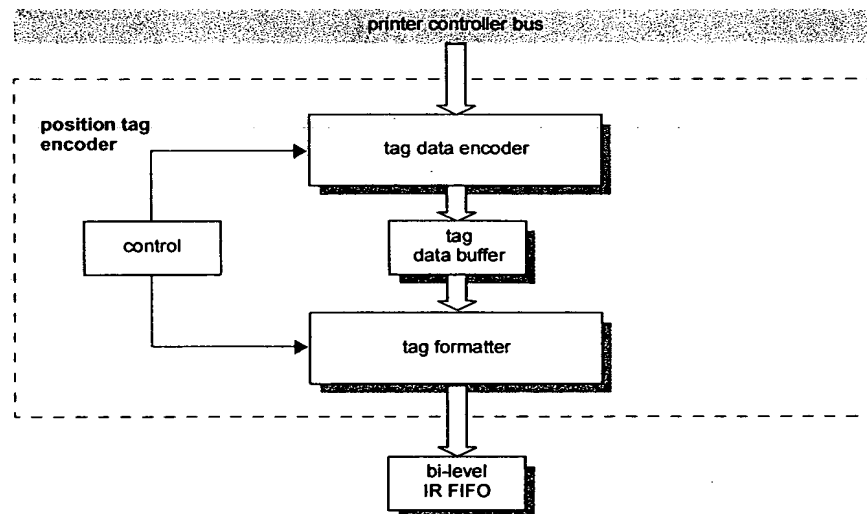 printer controller bus
position tag
encoder
tag data encoder
control
tag
data buffer
tag formatter
bi-level
IR FIFO